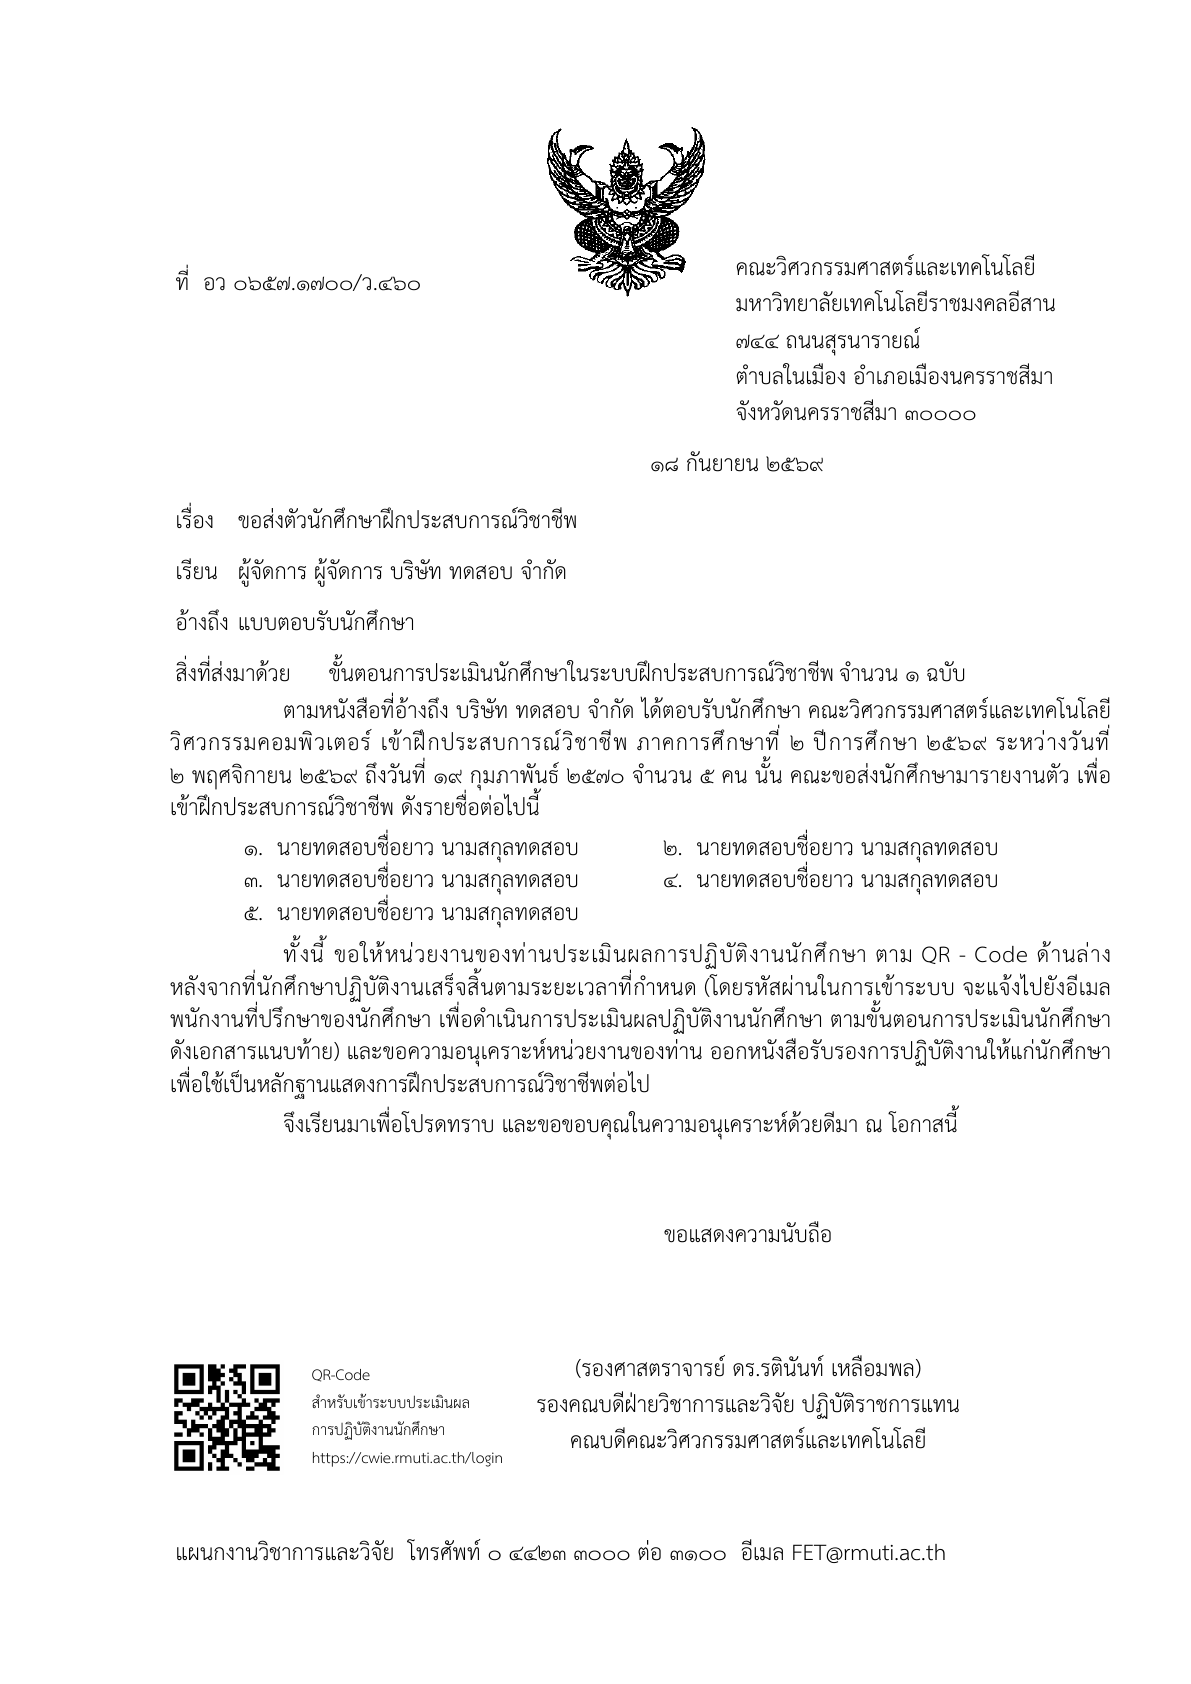 ที่ อว ๐๖๕๗.๑๗๐๐/ว.๔๖๐
คณะวิศวกรรมศาสตร์และเทคโนโลยี
มหาวิทยาลัยเทคโนโลยีราชมงคลอีสาน
๗๔๔ ถนนสุรนารายณ์
ตำบลในเมือง อำเภอเมืองนครราชสีมา
จังหวัดนครราชสีมา ๓๐๐๐๐
๑๘ กันยายน ๒๕๖๙
เรื่อง ขอส่งตัวนักศึกษาฝึกประสบการณ์วิชาชีพ
เรียน ผู้จัดการ ผู้จัดการ บริษัท ทดสอบ จำกัด
อ้างถึง แบบตอบรับนักศึกษา
สิ่งที่ส่งมาด้วย ขั้นตอนการประเมินนักศึกษาในระบบฝึกประสบการณ์วิชาชีพ จำนวน ๑ ฉบับ
ตามหนังสือที่อ้างถึง บริษัท ทดสอบ จำกัด ได้ตอบรับนักศึกษา คณะวิศวกรรมศาสตร์และเทคโนโลยี
วิศวกรรมคอมพิวเตอร์ เข้าฝึกประสบการณ์วิชาชีพ ภาคการศึกษาที่ ๒ ปีการศึกษา ๒๕๖๙ ระหว่างวันที่
๒ พฤศจิกายน ๒๕๖๙ ถึงวันที่ ๑๙ กุมภาพันธ์ ๒๕๗๐ จำนวน ๕ คน นั้น คณะขอส่งนักศึกษามารายงานตัว เพื่อ
เข้าฝึกประสบการณ์วิชาชีพ ดังรายชื่อต่อไปนี้
๑. นายทดสอบชื่อยาว นามสกุลทดสอบ ๒. นายทดสอบชื่อยาว นามสกุลทดสอบ
๓. นายทดสอบชื่อยาว นามสกุลทดสอบ ๔. นายทดสอบชื่อยาว นามสกุลทดสอบ
๕. นายทดสอบชื่อยาว นามสกุลทดสอบ
ทั้งนี้ ขอให้หน่วยงานของท่านประเมินผลการปฏิบัติงานนักศึกษา ตาม QR - Code ด้านล่าง
หลังจากที่นักศึกษาปฏิบัติงานเสร็จสิ้นตามระยะเวลาที่กำหนด (โดยรหัสผ่านในการเข้าระบบ จะแจ้งไปยังอีเมล
พนักงานที่ปรึกษาของนักศึกษา เพื่อดำเนินการประเมินผลปฏิบัติงานนักศึกษา ตามขั้นตอนการประเมินนักศึกษา
ดังเอกสารแนบท้าย) และขอความอนุเคราะห์หน่วยงานของท่าน ออกหนังสือรับรองการปฏิบัติงานให้แก่นักศึกษา
เพื่อใช้เป็นหลักฐานแสดงการฝึกประสบการณ์วิชาชีพต่อไป
จึงเรียนมาเพื่อโปรดทราบ และขอขอบคุณในความอนุเคราะห์ด้วยดีมา ณ โอกาสนี้
ขอแสดงความนับถือ
(รองศาสตราจารย์ ดร.รตินันท์ เหลือมพล)
รองคณบดีฝ่ายวิชาการและวิจัย ปฏิบัติราชการแทน
คณบดีคณะวิศวกรรมศาสตร์และเทคโนโลยี
QR-Code
สำหรับเข้าระบบประเมินผล
การปฏิบัติงานนักศึกษา
https://cwie.rmuti.ac.th/login
แผนกงานวิชาการและวิจัย โทรศัพท์ ๐ ๔๔๒๓ ๓๐๐๐ ต่อ ๓๑๐๐ อีเมล FET@rmuti.ac.th